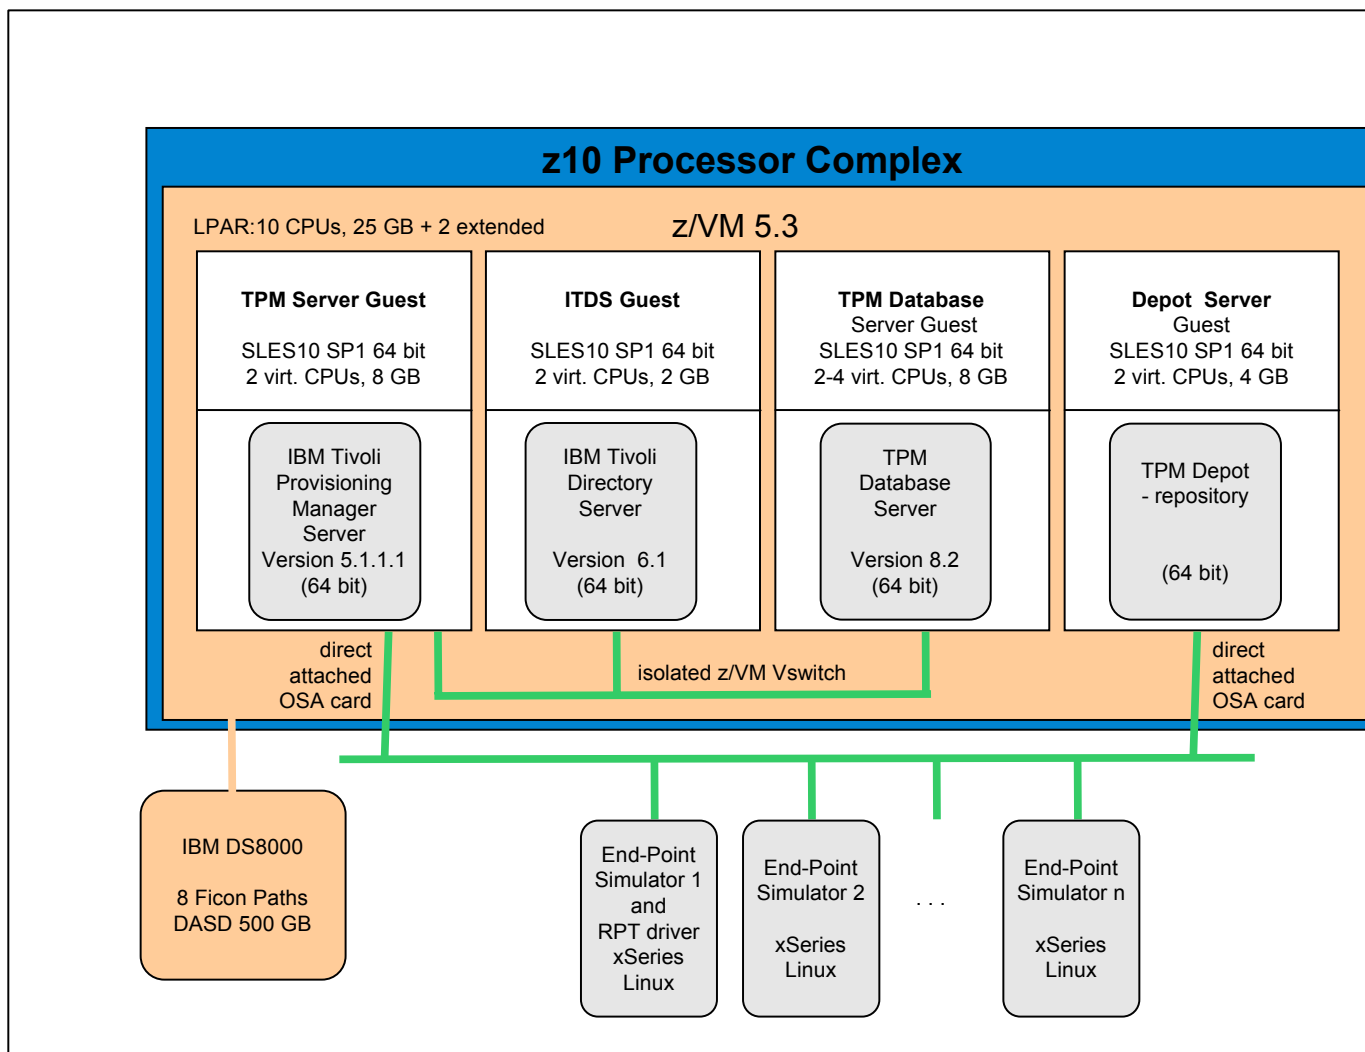 z10 Processor Complex
LPAR:10 CPUs, 25 GB + 2 extended
z/VM 5.3
TPM Server Guest
SLES10 SP1 64 bit
2 virt. CPUs, 8 GB
IBM Tivoli
Provisioning
Manager
Server
Version 5.1.1.1
(64 bit)
ITDS Guest
SLES10 SP1 64 bit
2 virt. CPUs, 2 GB
IBM Tivoli
Directory
Server
Version 6.1
(64 bit)
TPM Database
Server Guest
SLES10 SP1 64 bit
2-4 virt. CPUs, 8 GB
TPM
Database
Server
Version 8.2
(64 bit)
Depot Server
Guest
SLES10 SP1 64 bit
2 virt. CPUs, 4 GB
TPM Depot
- repository
(64 bit)
direct
attached
OSA card
isolated z/VM Vswitch
direct
attached
OSA card
IBM DS8000
8 Ficon Paths
DASD 500 GB
End-Point
Simulator 1
and
RPT driver
xSeries
Linux
End-Point
Simulator 2
xSeries
Linux
. . .
End-Point
Simulator n
xSeries
Linux